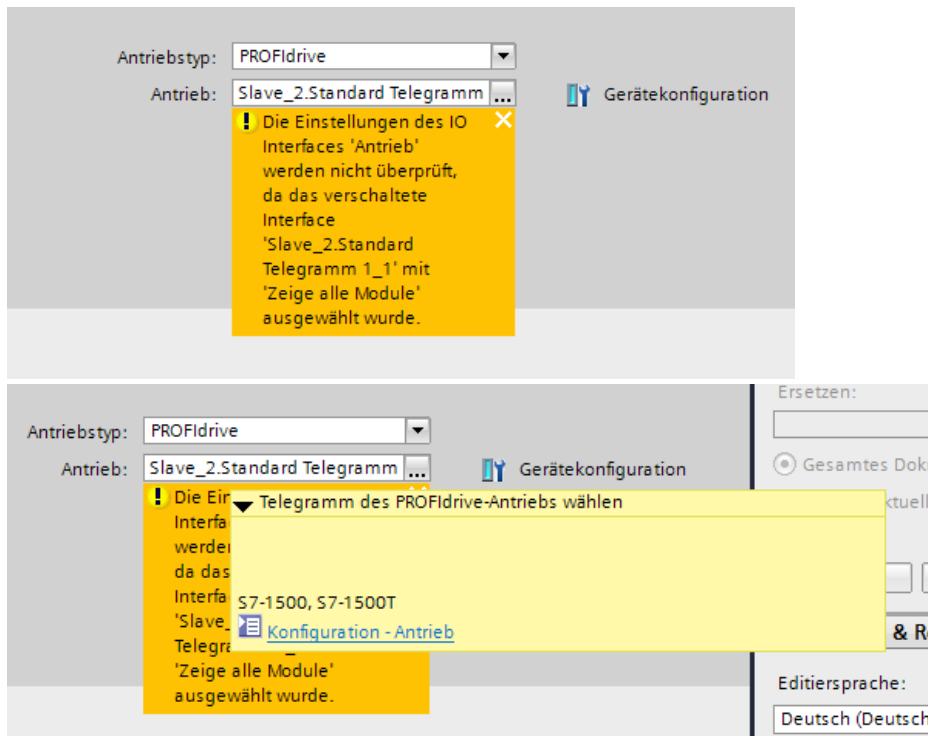 Antriebstyp: PROFIdrive
Antrieb: Slave_2.Standard Telegramm ... Gerätekonfiguration
! Die Einstellungen des IO
Interfaces 'Antrieb'
werden nicht überprüft,
da das verschaltete
Interface
'Slave_2.Standard
Telegramm 1_1' mit
'Zeige alle Module'
ausgewählt wurde.
Ersetzen:
Antriebstyp: PROFIdrive
Gesamtes Dok
Antrieb: Slave_2.Standard Telegramm ... Gerätekonfiguration
! Die Ein
Telegramm des PROFIdrive-Antriebs wählen
ktuell
Interfa
werden
da das
Interfa
S7-1500, S7-1500T
'Slave_
Konfiguration - Antrieb
& R
Telegra
'Zeige alle Module'
ausgewählt wurde.
Editiersprache:
Deutsch (Deutsch